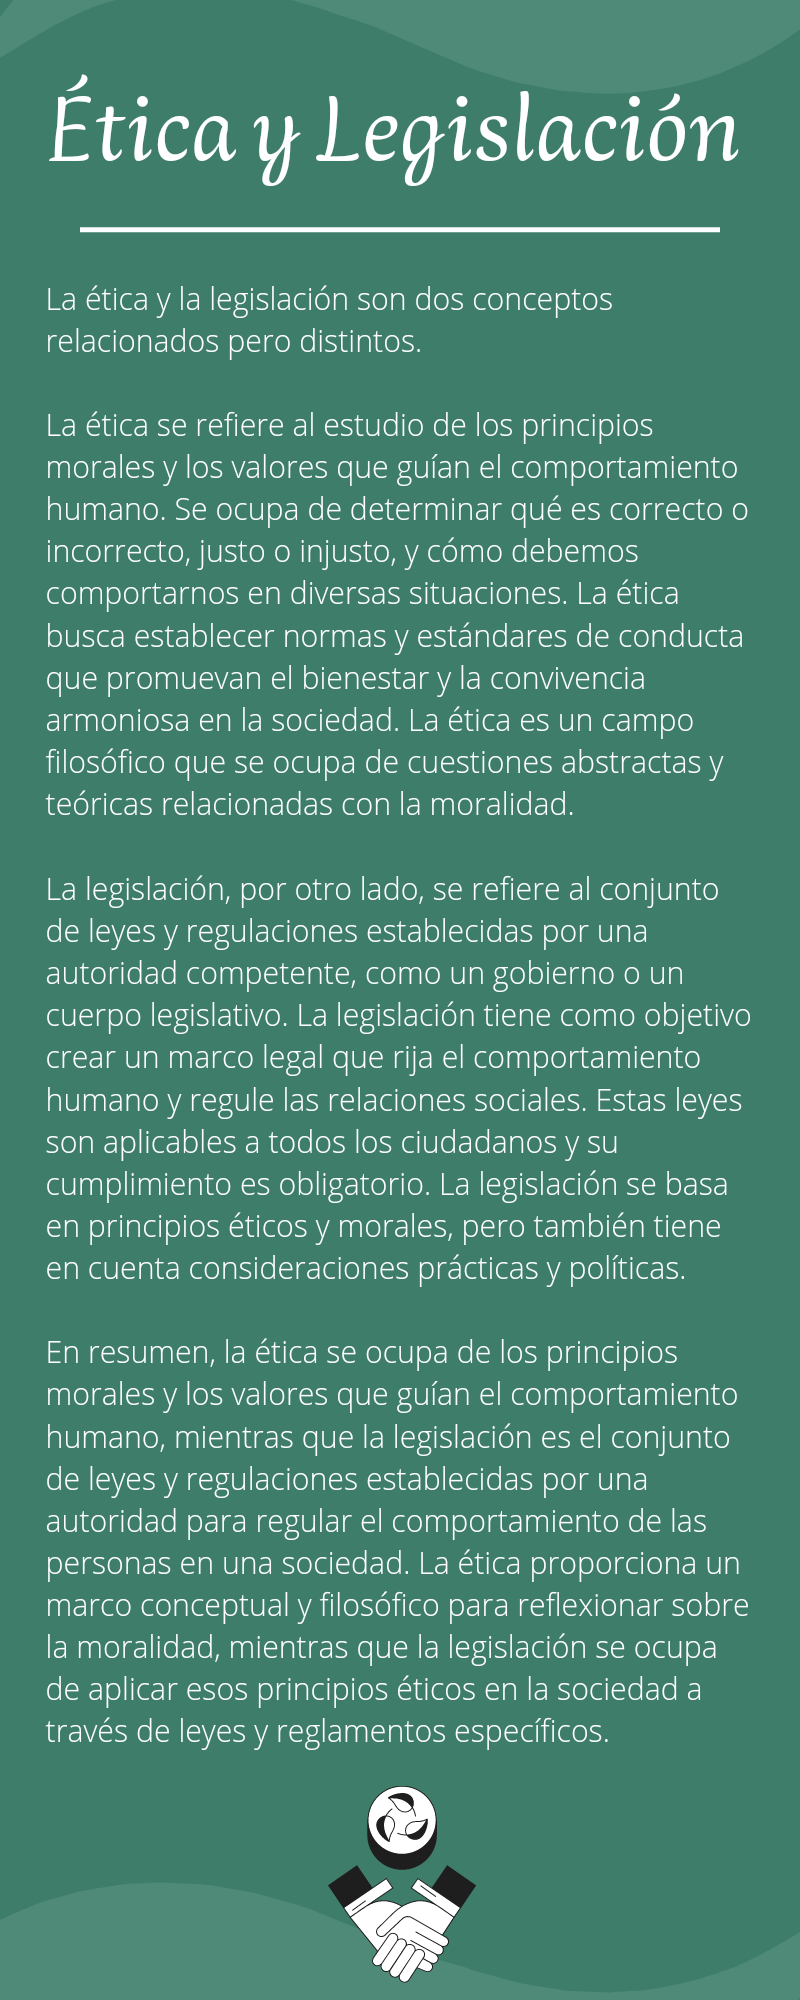 Ética y Legislación
La ética y la legislación son dos conceptos
relacionados pero distintos.
La ética se refiere al estudio de los principios
morales y los valores que guían el comportamiento
humano. Se ocupa de determinar qué es correcto o
incorrecto, justo o injusto, y cómo debemos
comportarnos en diversas situaciones. La ética
busca establecer normas y estándares de conducta
que promuevan el bienestar y la convivencia
armoniosa en la sociedad. La ética es un campo
filosófico que se ocupa de cuestiones abstractas y
teóricas relacionadas con la moralidad.
La legislación, por otro lado, se refiere al conjunto
de leyes y regulaciones establecidas por una
autoridad competente, como un gobierno o un
cuerpo legislativo. La legislación tiene como objetivo
crear un marco legal que rija el comportamiento
humano y regule las relaciones sociales. Estas leyes
son aplicables a todos los ciudadanos y su
cumplimiento es obligatorio. La legislación se basa
en principios éticos y morales, pero también tiene
en cuenta consideraciones prácticas y políticas.
En resumen, la ética se ocupa de los principios
morales y los valores que guían el comportamiento
humano, mientras que la legislación es el conjunto
de leyes y regulaciones establecidas por una
autoridad para regular el comportamiento de las
personas en una sociedad. La ética proporciona un
marco conceptual y filosófico para reflexionar sobre
la moralidad, mientras que la legislación se ocupa
de aplicar esos principios éticos en la sociedad a
través de leyes y reglamentos específicos.